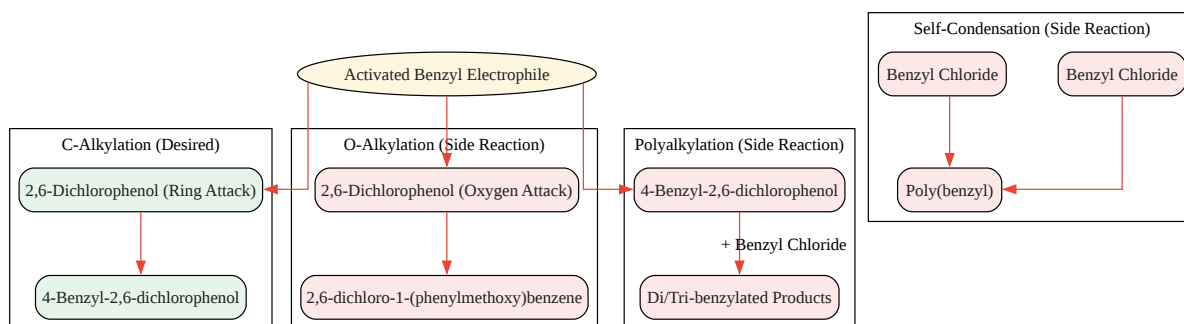 Self-Condensation (Side Reaction)
Benzyl Chloride
Benzyl Chloride
Poly(benzyl)
Activated Benzyl Electrophile
C-Alkylation (Desired)
2,6-Dichlorophenol (Ring Attack)
4-Benzyl-2,6-dichlorophenol
O-Alkylation (Side Reaction)
2,6-Dichlorophenol (Oxygen Attack)
2,6-dichloro-1-(phenylmethoxy)benzene
Polyalkylation (Side Reaction)
4-Benzyl-2,6-dichlorophenol
+ Benzyl Chloride
Di/Tri-benzylated Products